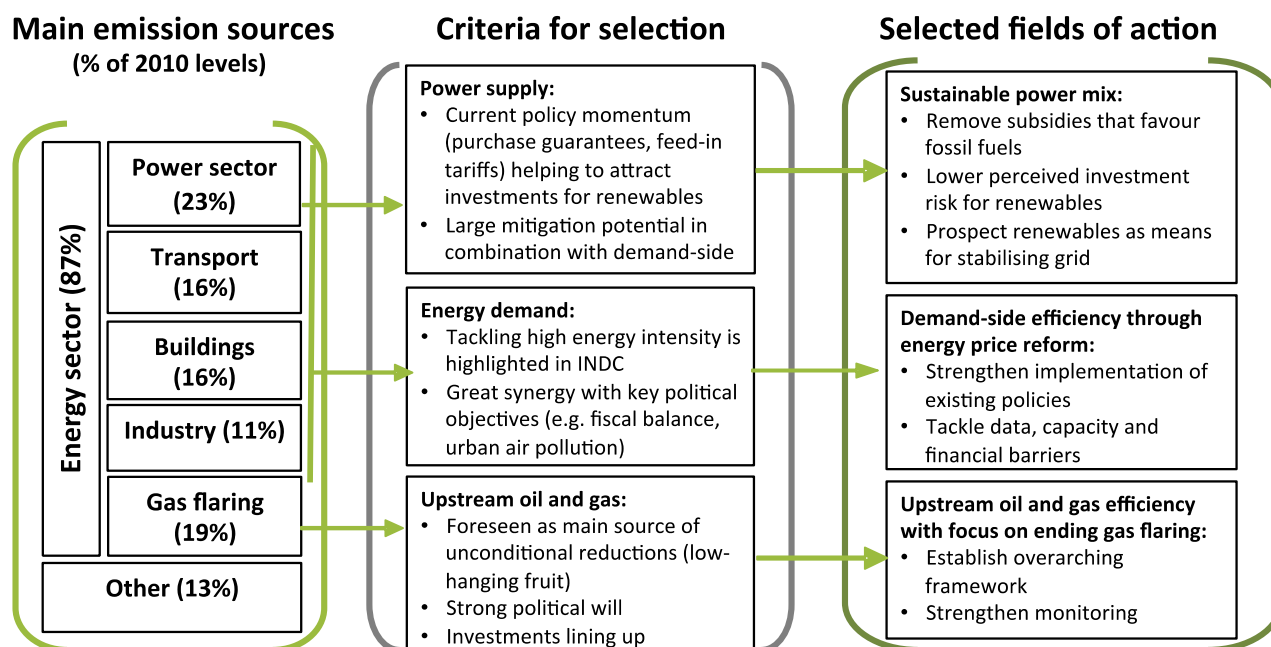 Main emission sources
(% of 2010 levels)
Energy sector (87%)
Power sector
(23%)
Transport
(16%)
Buildings
(16%)
Industry (11%)
Gas flaring
(19%)
Other (13%)
Criteria for selection
Power supply:
• Current policy momentum
(purchase guarantees, feed-in
tariffs) helping to attract
investments for renewables
• Large mitigation potential in
combination with demand-side
Energy demand:
• Tackling high energy intensity is
highlighted in INDC
• Great synergy with key political
objectives (e.g. fiscal balance,
urban air pollution)
Upstream oil and gas:
• Foreseen as main source of
unconditional reductions (low-
hanging fruit)
• Strong political will
• Investments lining up
Selected fields of action
Sustainable power mix:
• Remove subsidies that favour
fossil fuels
• Lower perceived investment
risk for renewables
• Prospect renewables as means
for stabilising grid
Demand-side efficiency through
energy price reform:
• Strengthen implementation of
existing policies
• Tackle data, capacity and
financial barriers
Upstream oil and gas efficiency
with focus on ending gas flaring:
• Establish overarching
framework
• Strengthen monitoring